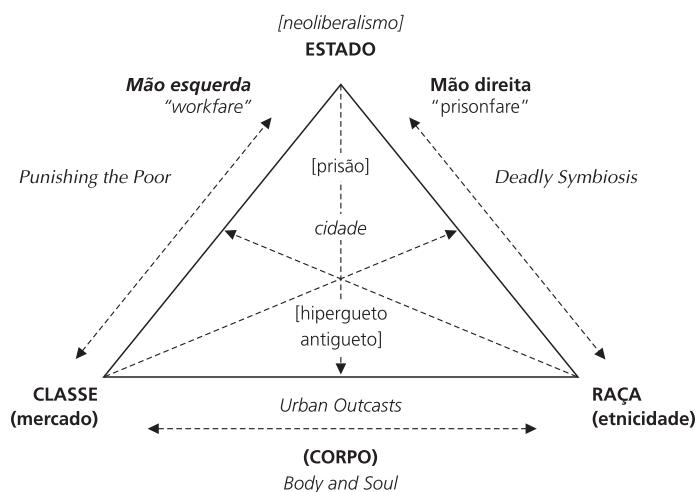 [neoliberalismo]
ESTADO
Mão esquerda
"workfare"
Mão direita
"prisonfare"
[prisão]
Punishing the Poor
Deadly Symbiosis
cidade
[hipergueto
antigueto]
CLASSE
(mercado)
RAÇA
(etnicidade)
Urban Outcasts
(CORPO)
Body and Soul